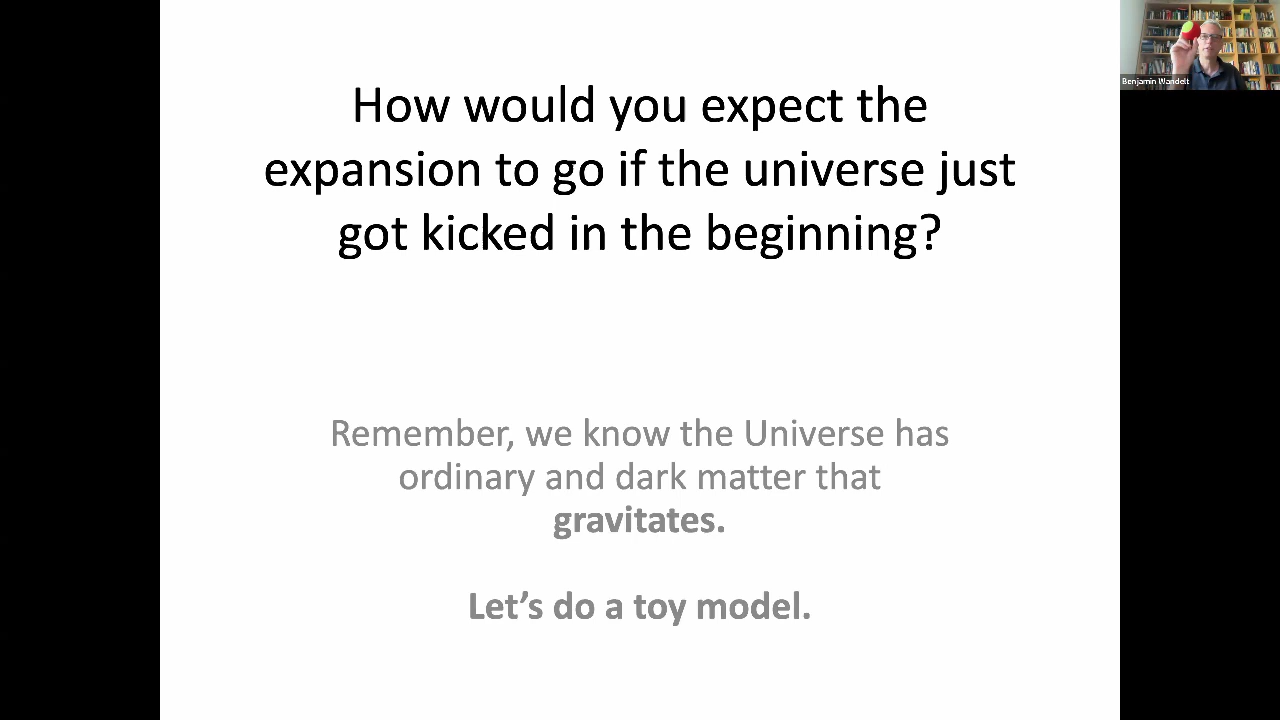 How would you expect the
expansion to go if the universe just
got kicked in the beginning?
Remember, we know the Universe has
ordinary and dark matter that
gravitates.
Let’s do a toy model.
Benjamin Wandelt